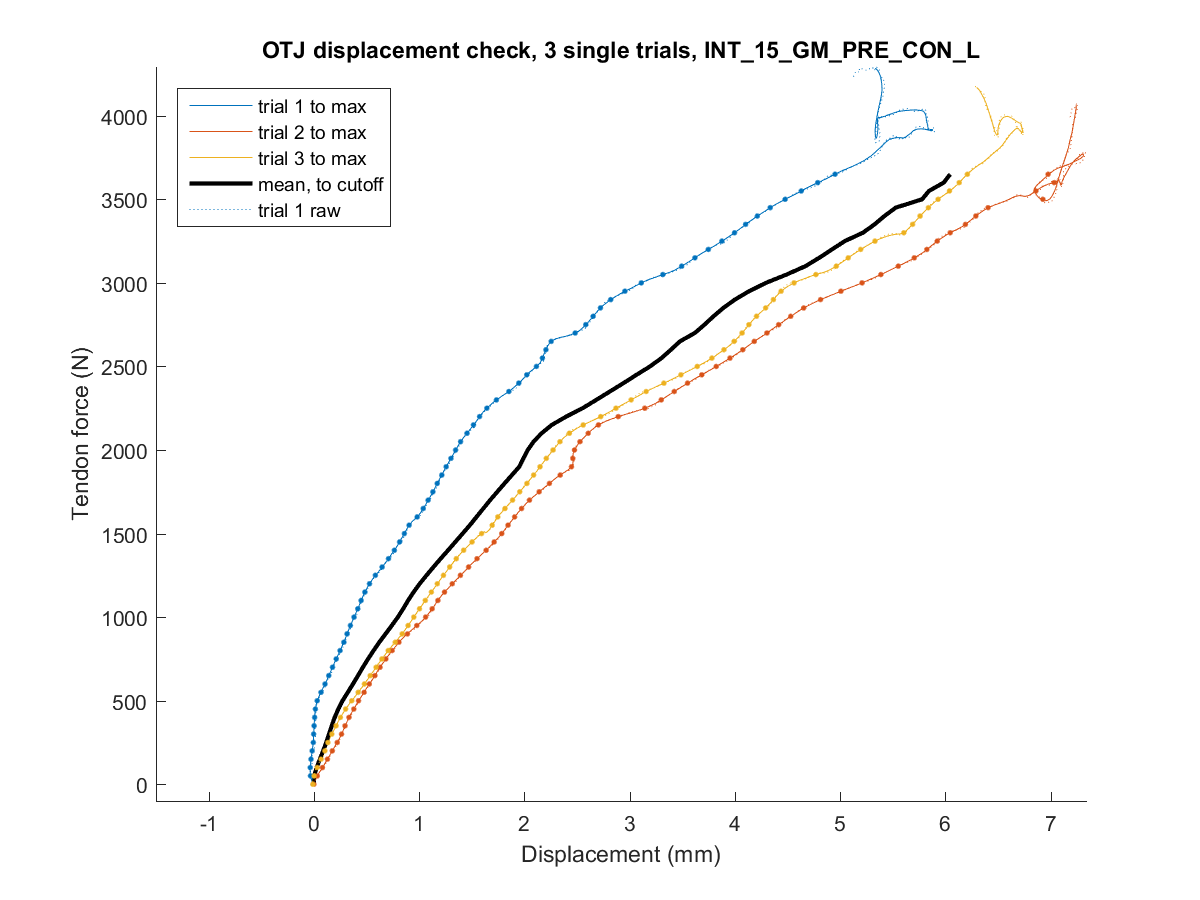 OTJ displacement check, 3 single trials, INT_15_GM_PRE_CON_L
trial 1 to max
trial 2 to max
trial 3 to max
mean, to cutoff
trial 1 raw
4000
3500
3000
2500
2000
1500
1000
500
0
Tendon force (N)
-1 0 1 2 3 4 5 6 7
Displacement (mm)